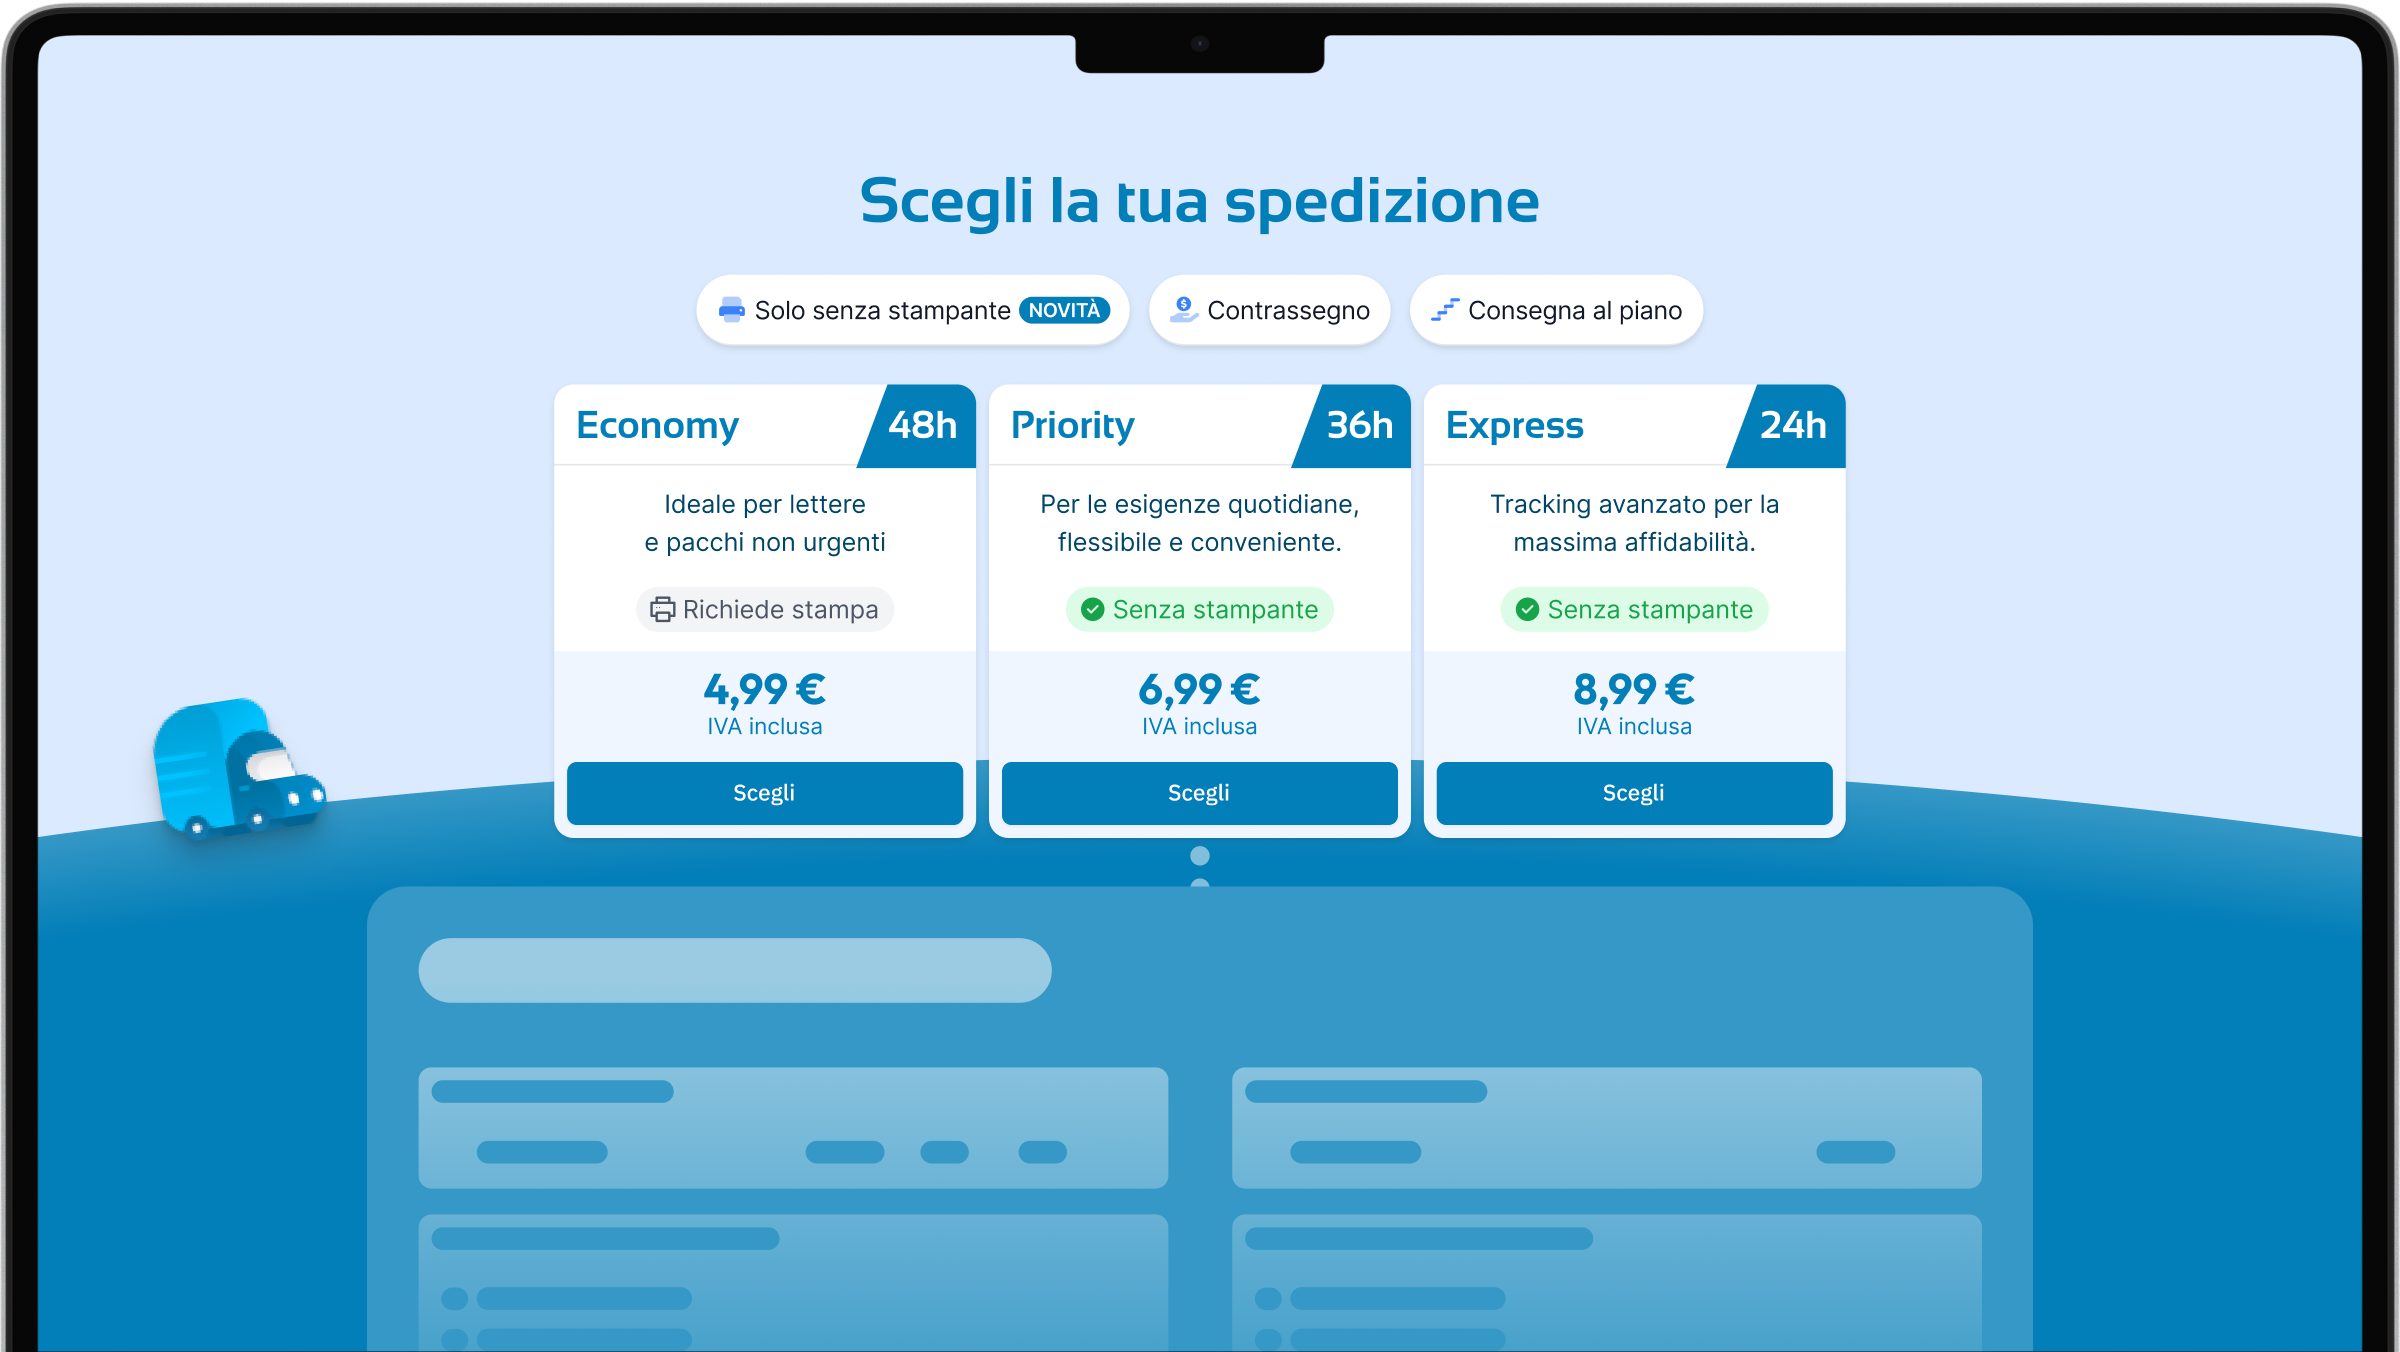 Scegli la tua spedizione
Solo senza stampante NOVITÀ
Contrassegno
Consegna al piano
Economy
48h
Ideale per lettere
e pacchi non urgenti
Richiede stampa
4,99 €
IVA inclusa
Scegli
Priority
36h
Per le esigenze quotidiane,
flessibile e conveniente.
Senza stampante
6,99 €
IVA inclusa
Scegli
Express
24h
Tracking avanzato per la
massima affidabilità.
Senza stampante
8,99 €
IVA inclusa
Scegli